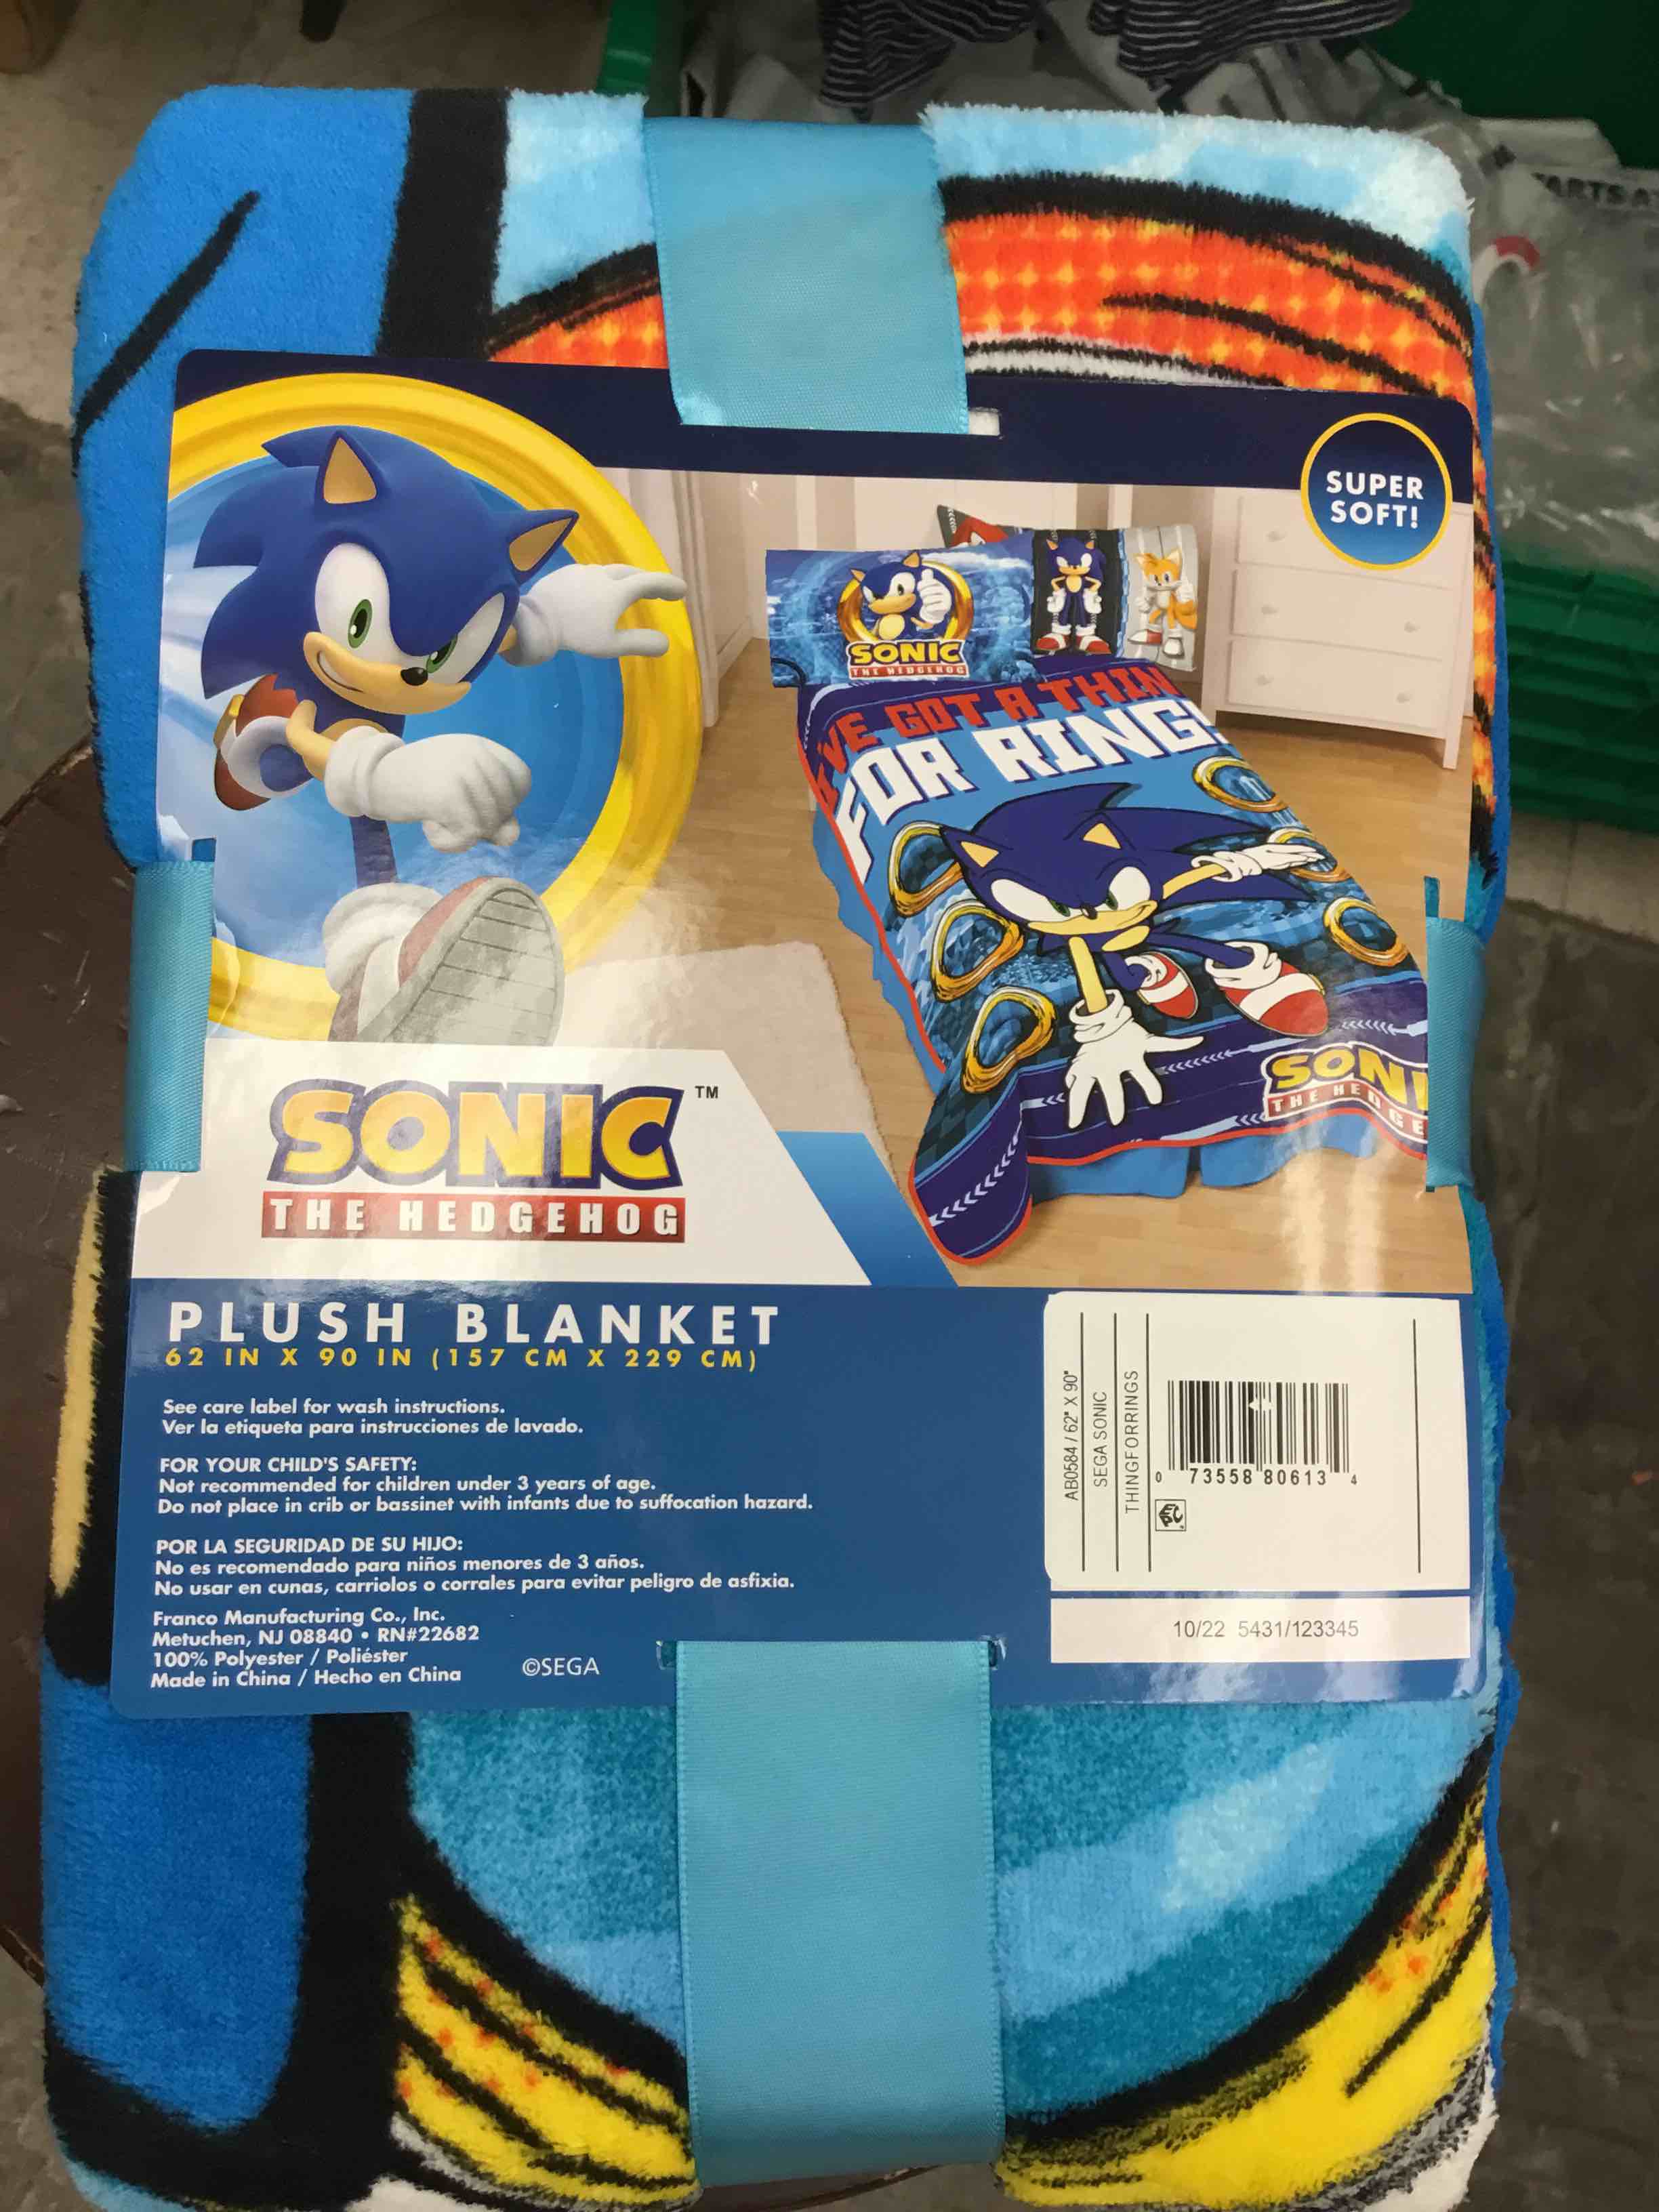 SUPER
SOFT!
SONIC
THE HEDGEHOG
I'VE GOT A THIN
FOR RING
SONI
THE HEDGE
SONIC™
THE HEDGEHOG
PLUSH BLANKET
62 IN X 90 IN (157 CM X 229 CM)
See care label for wash instructions.
Ver la etiqueta para instrucciones de lavado.
FOR YOUR CHILD'S SAFETY:
Not recommended for children under 3 years of age.
Do not place in crib or bassinet with infants due to suffocation hazard.
POR LA SEGURIDAD DE SU HIJO:
No es recomendado para niños menores de 3 años.
No usar en cunas, carriolos o corrales para evitar peligro de asfixia.
Franco Manufacturing Co., Inc.
Metuchen, NJ 08840 • RN#22682
100% Polyester / Poliéster
Made in China / Hecho en China
©SEGA
AB0584 / 62" X 90"
SEGA SONIC
THINGFORRINGS
0 73558 80613 4
EPC
10/22 5431/123345